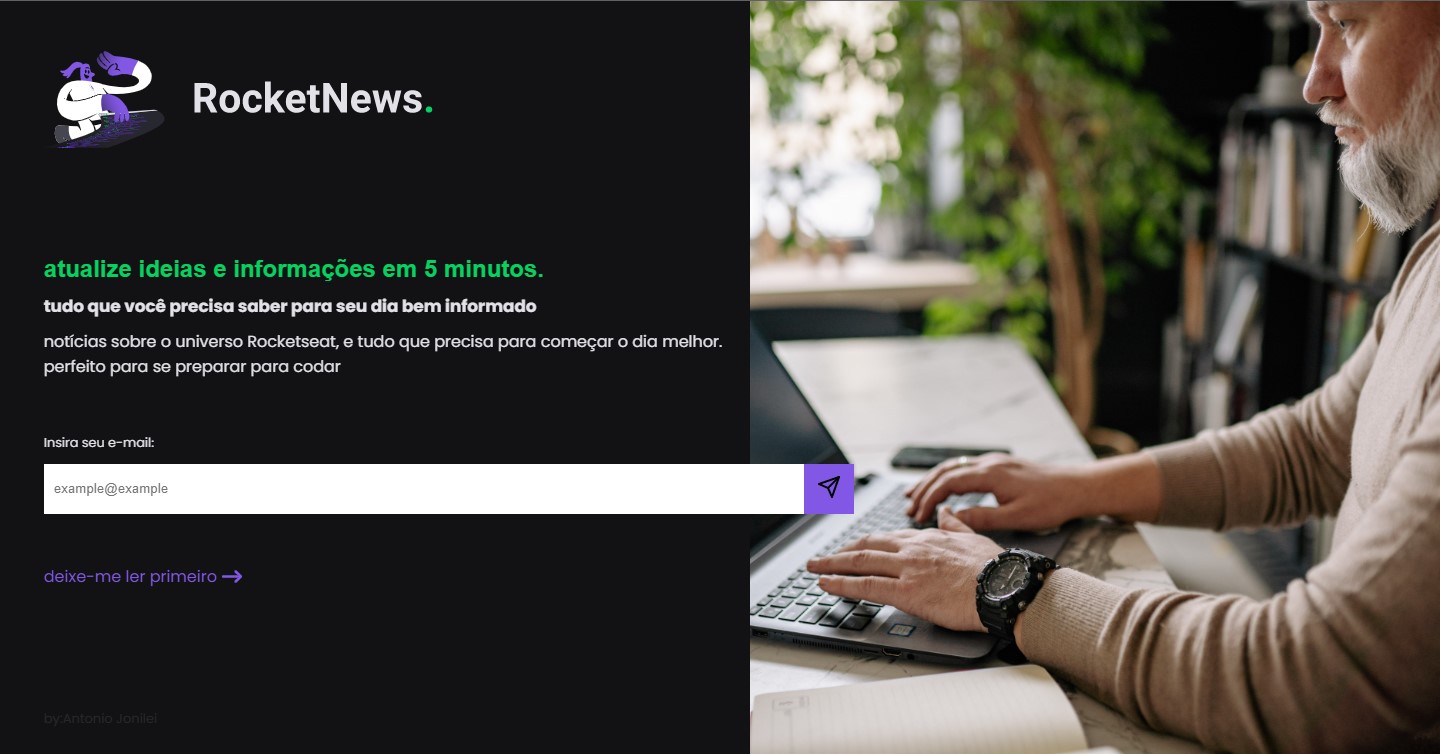 RocketNews.
atualize ideias e informações em 5 minutos.
tudo que você precisa saber para seu dia bem informado
notícias sobre o universo Rocketseat, e tudo que precisa para começar o dia melhor.
perfeito para se preparar para codar
Insira seu e-mail:
example@example
deixe-me ler primeiro
by:Antonio Jonilei